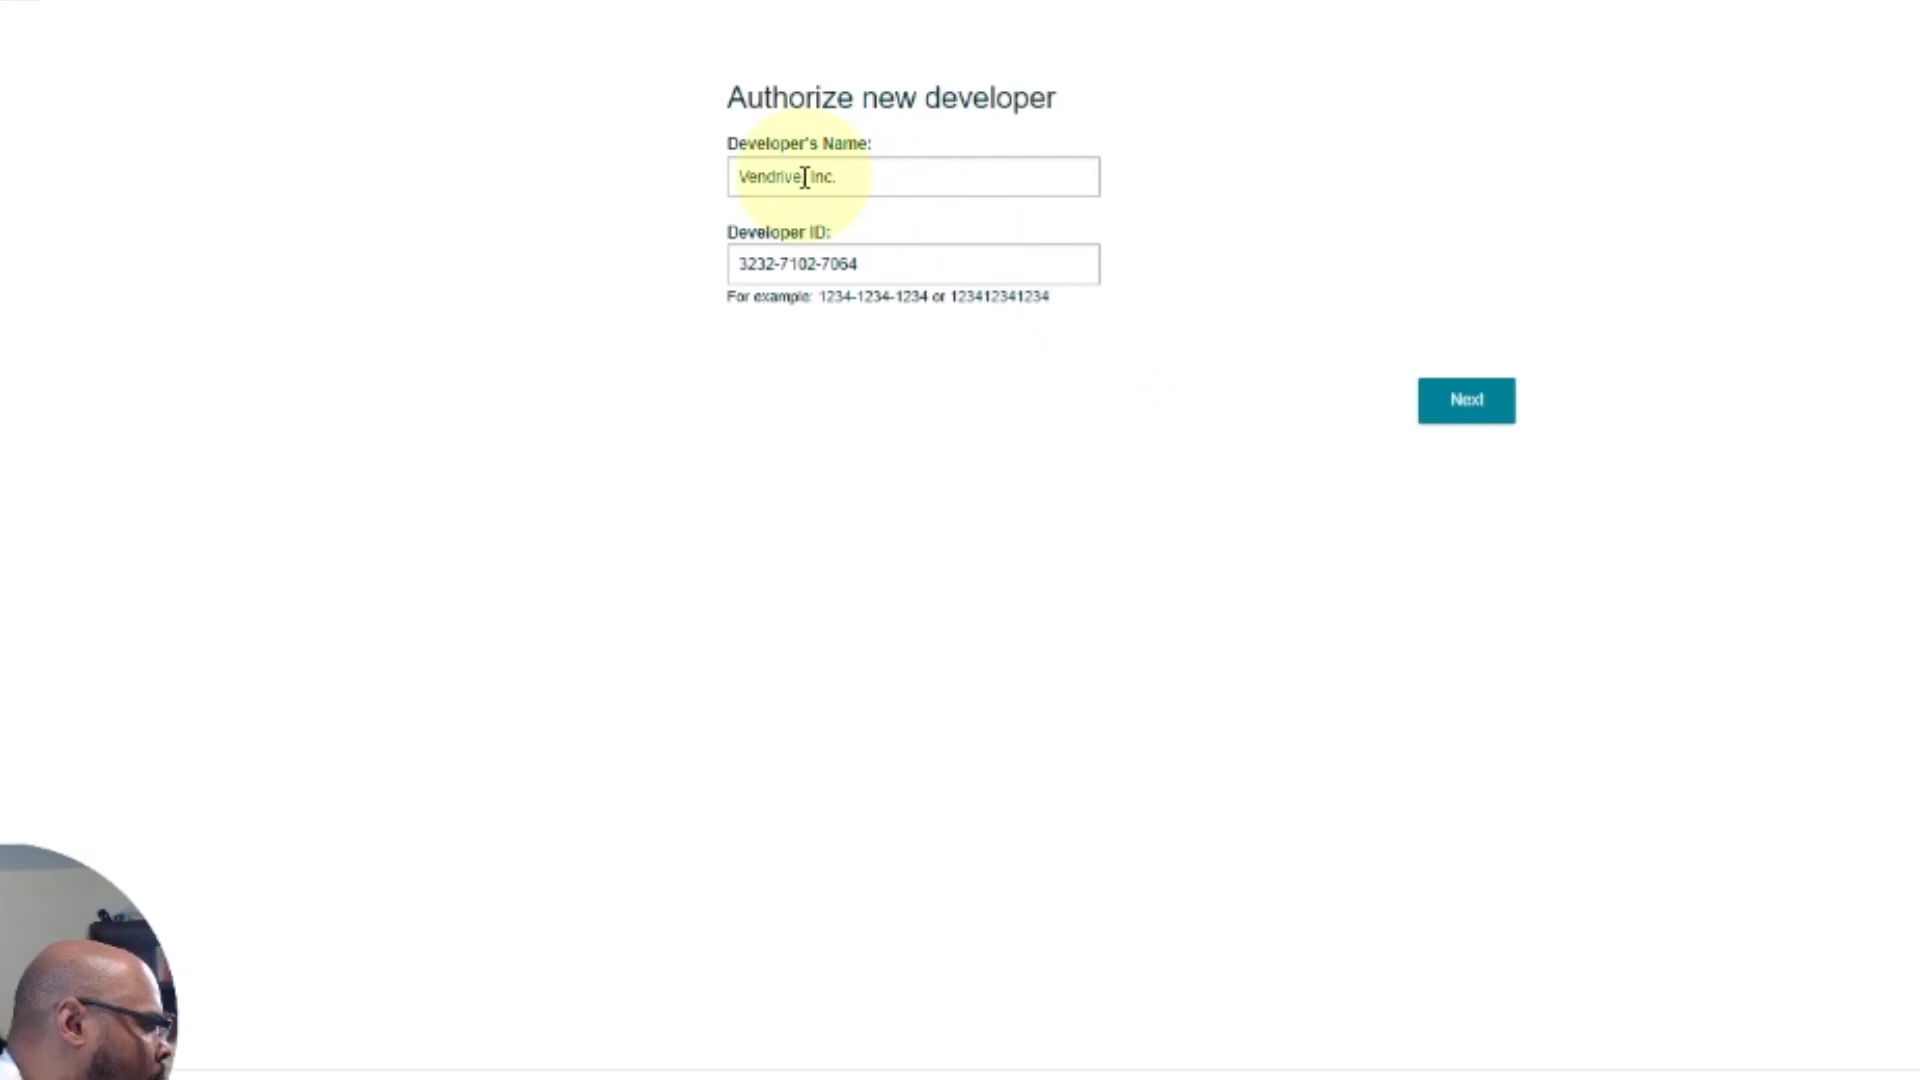 Authorize new developer
Developer's Name:
Vendrive, Inc.
Developer ID:
3232-7102-7064
For example: 1234-1234-1234 or 123412341234
Next